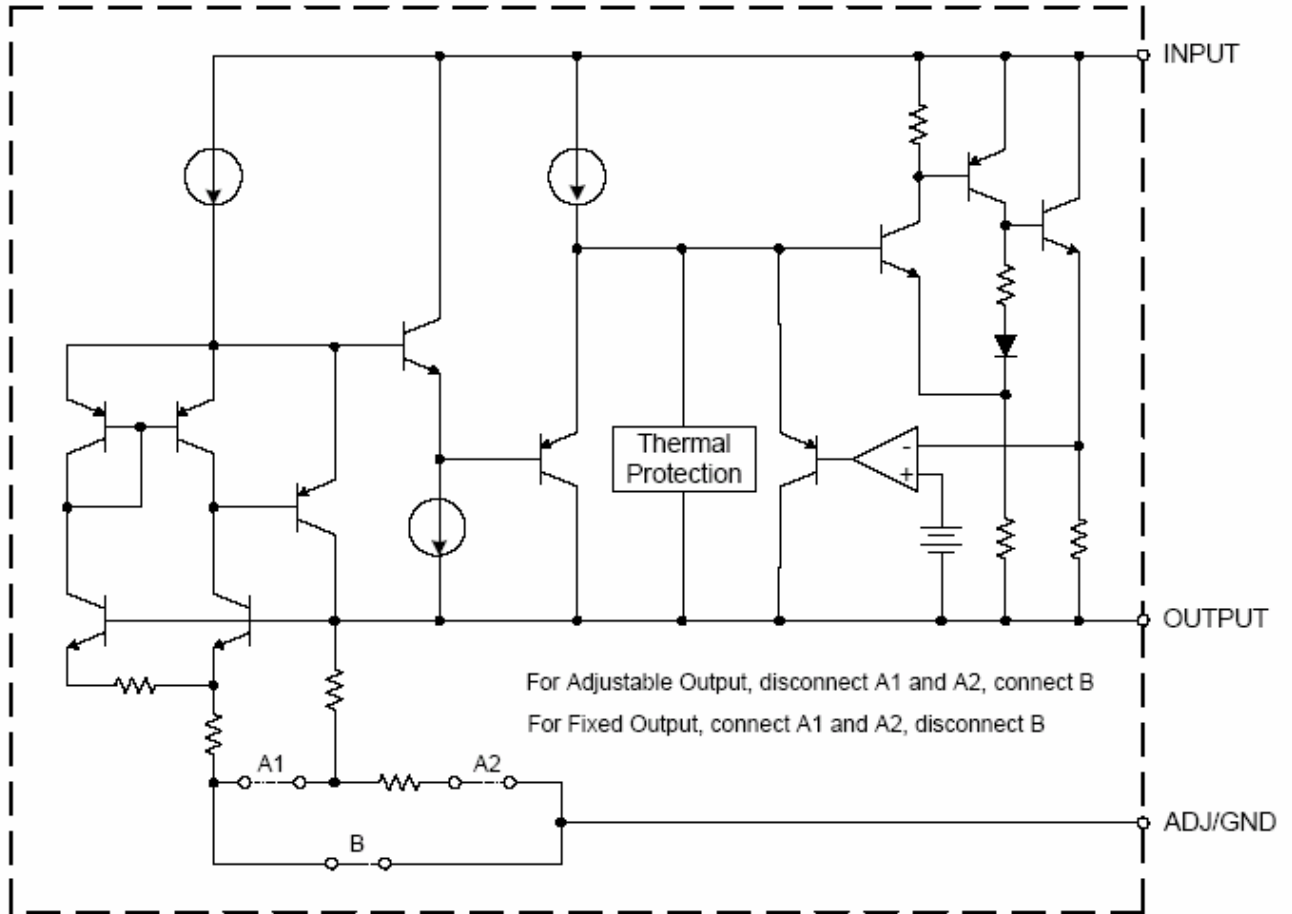 INPUT
Thermal
Protection
-
+
OUTPUT
For Adjustable Output, disconnect A1 and A2, connect B
For Fixed Output, connect A1 and A2, disconnect B
A1
A2
ADJ/GND
B